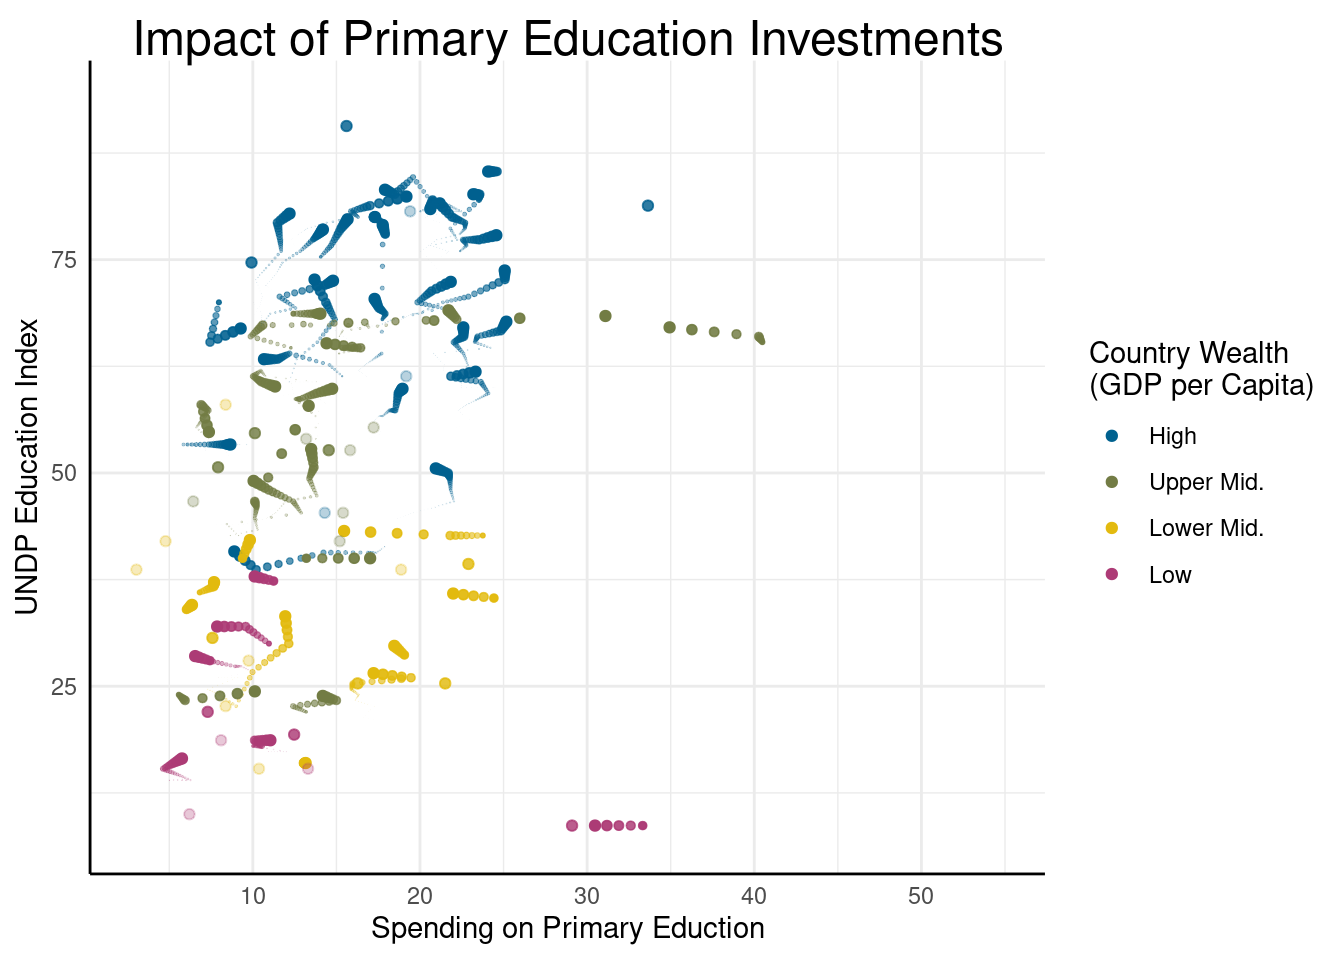 Impact of Primary Education Investments
UNDP Education Index
75
50
25
10
20
30
40
50
Spending on Primary Eduction
Country Wealth
(GDP per Capita)
High
Upper Mid.
Lower Mid.
Low